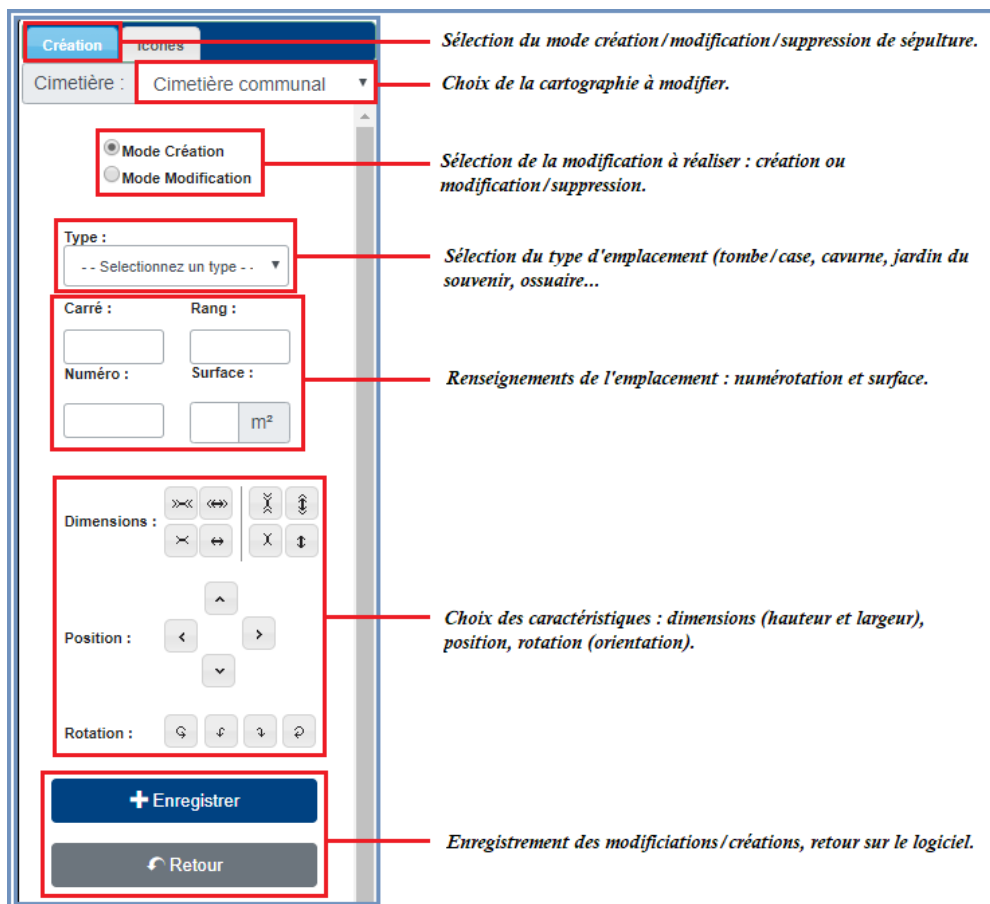 Création Icones
Sélection du mode création/modification/suppression de sépulture.
Cimetière : Cimetière communal
Choix de la cartographie à modifier.
Mode Création
Mode Modification
Sélection de la modification à réaliser : création ou
modification/suppression.
Type :
- - Selectionnez un type - -
Sélection du type d'emplacement (tombe/case, cavurne, jardin du
souvenir, ossuaire...
Carré : Rang :
Numéro : Surface :
m²
Renseignements de l'emplacement : numérotation et surface.
Dimensions :
Position :
Rotation :
Choix des caractéristiques : dimensions (hauteur et largeur),
position, rotation (orientation).
Enregistrer
Retour
Enregistrement des modificiations/créations, retour sur le logiciel.